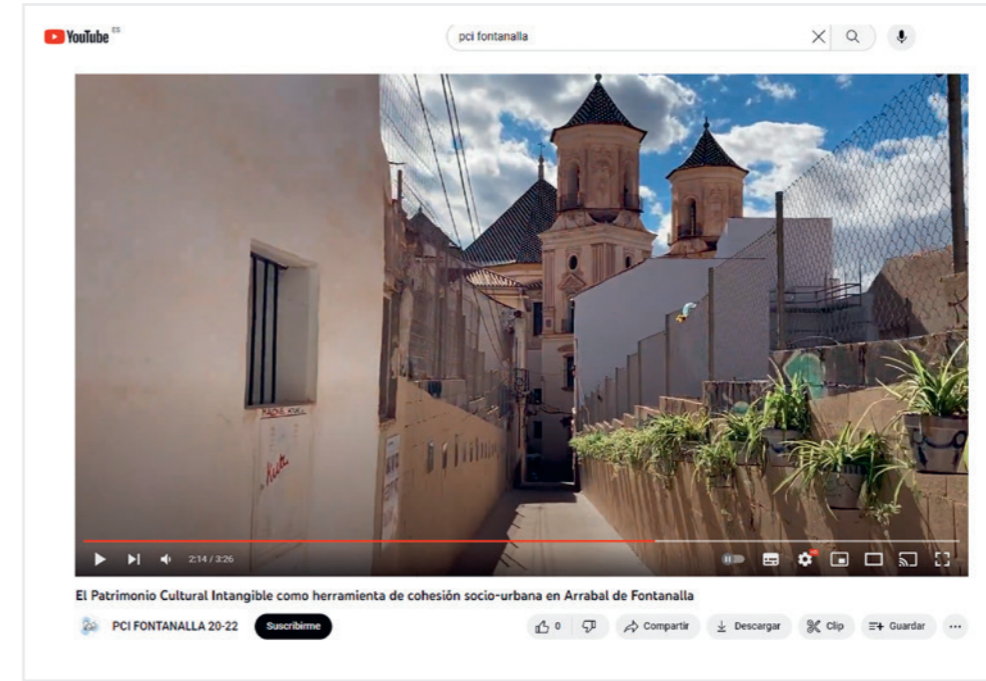 YouTube ES
pci fontanalla
2:14 / 3:26
El Patrimonio Cultural Intangible como herramienta de cohesión socio-urbana en Arrabal de Fontanalla
PCI FONTANALLA 20-22
Suscribirme
0
Compartir
Descargar
Clip
Guardar